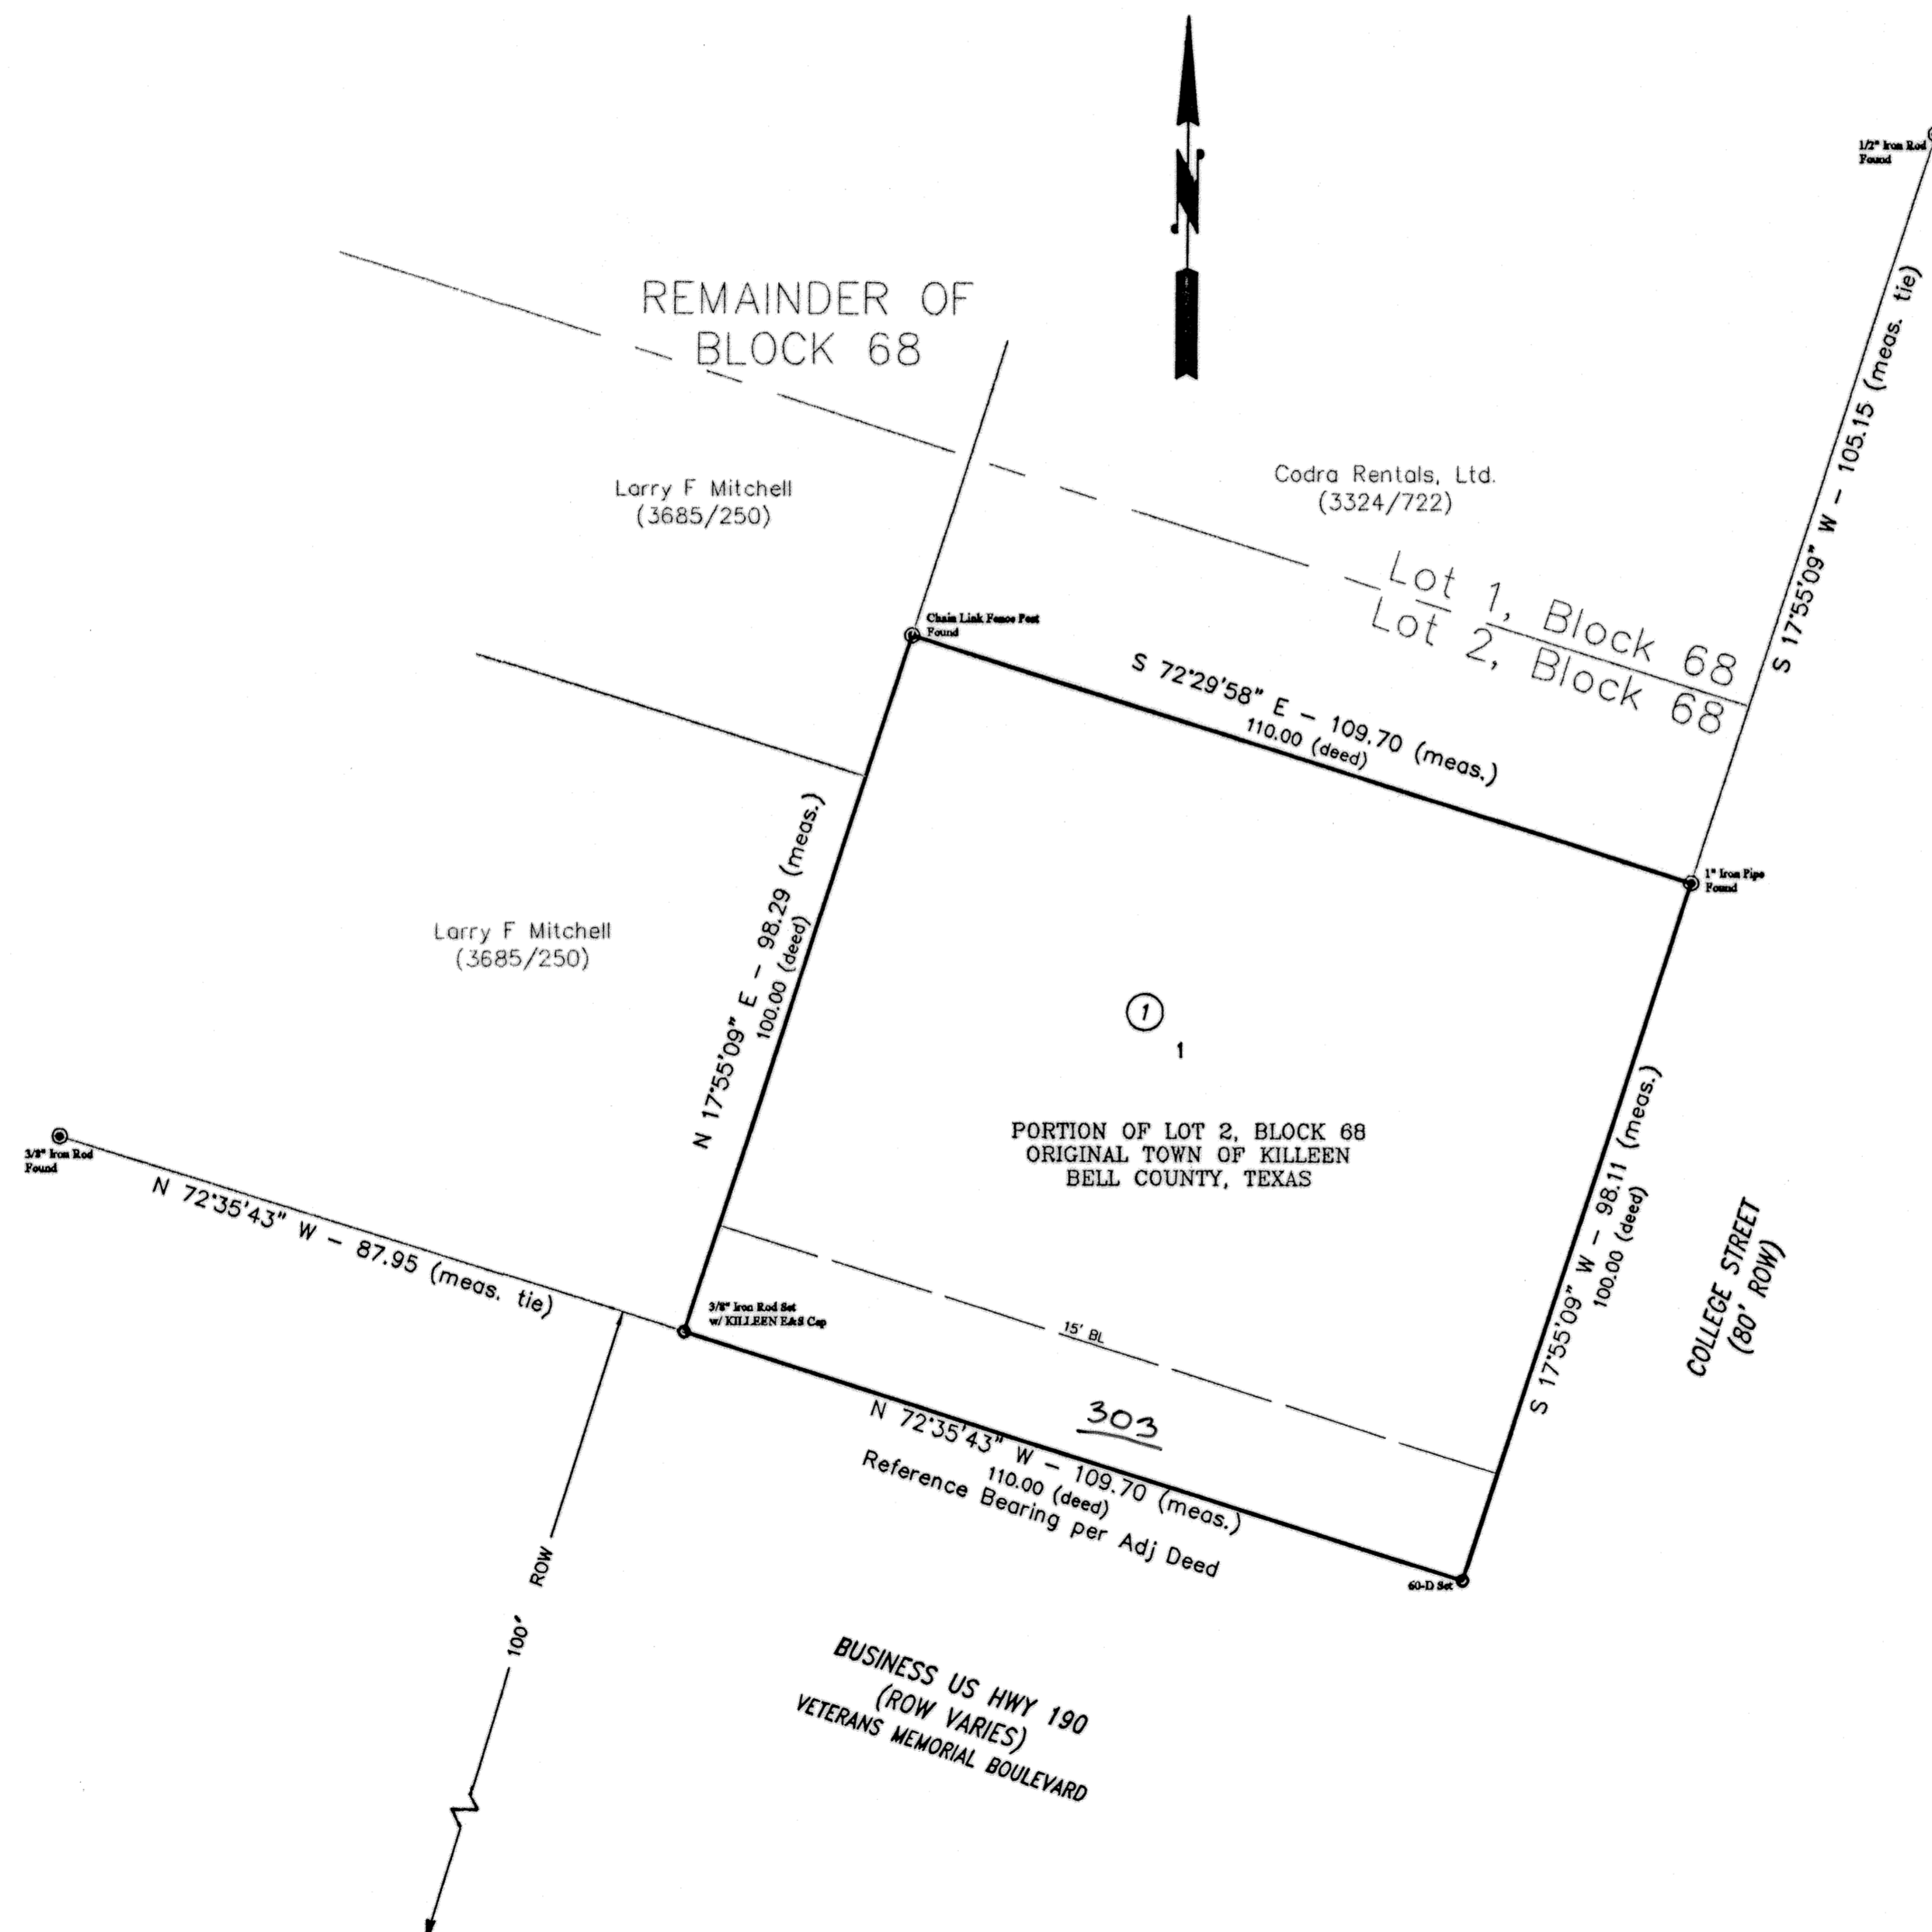 N
1/2" Iron Rod
Found
REMAINDER OF
BLOCK 68
S 17°55'09" W - 105.15 (meas. tie)
Larry F Mitchell
(3685/250)
Codra Rentals, Ltd.
(3324/722)
Lot 1, Block 68
Lot 2, Block 68
Chain Link Fence Post
Found
S 72°29'58" E - 109.70 (meas.)
110.00 (deed)
1" Iron Pipe
Found
N 17°55'09" E - 98.29 (meas.)
100.00 (deed)
Larry F Mitchell
(3685/250)
1
1
PORTION OF LOT 2, BLOCK 68
ORIGINAL TOWN OF KILLEEN
BELL COUNTY, TEXAS
S 17°55'09" W - 98.11 (meas.)
100.00 (deed)
COLLEGE STREET
(80' ROW)
3/8" Iron Rod
Found
N 72°35'43" W - 87.95 (meas. tie)
3/8" Iron Rod Set
w/ KILLEEN E&S Cap
15' BL
303
N 72°35'43" W - 109.70 (meas.)
110.00 (deed)
Reference Bearing per Adj Deed
60-D Set
100' ROW
BUSINESS US HWY 190
(ROW VARIES)
VETERANS MEMORIAL BOULEVARD